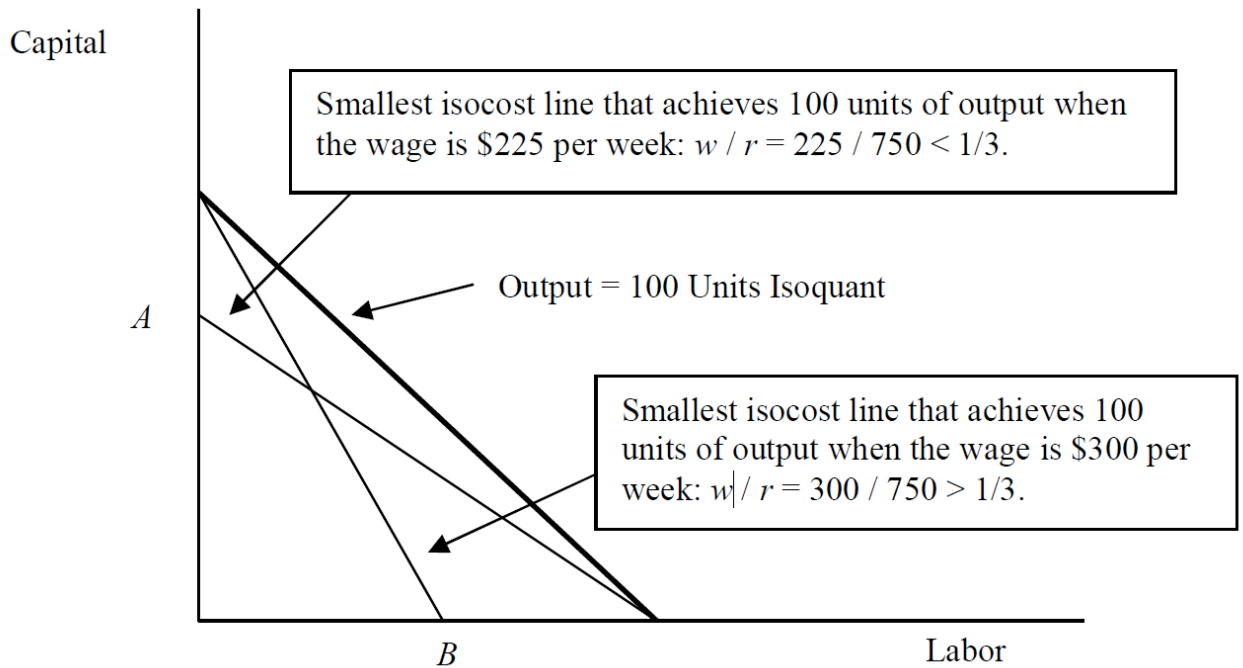 Capital
Smallest isocost line that achieves 100 units of output when
the wage is $225 per week: w / r = 225 / 750 < 1/3.
Output = 100 Units Isoquant
A
Smallest isocost line that achieves 100
units of output when the wage is $300 per
week: w / r = 300 / 750 > 1/3.
B
Labor